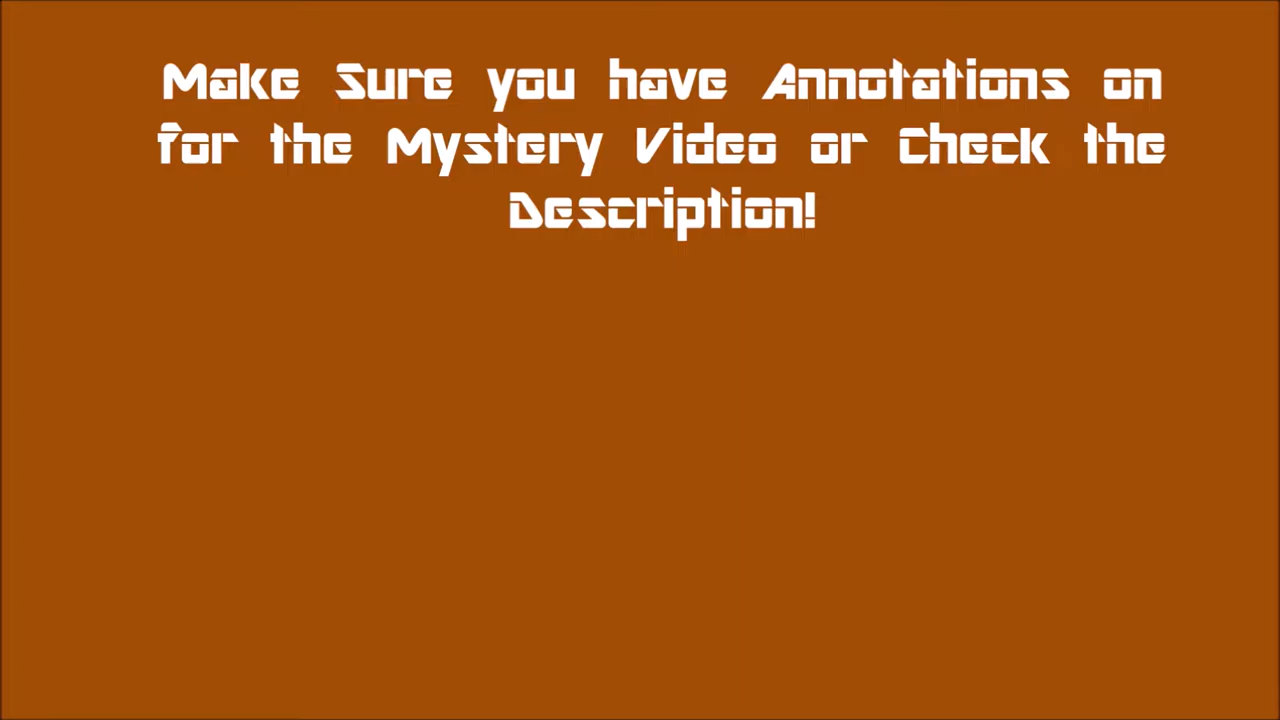 Make Sure you have Annotations on
for the Mystery Video or Check the
Description!